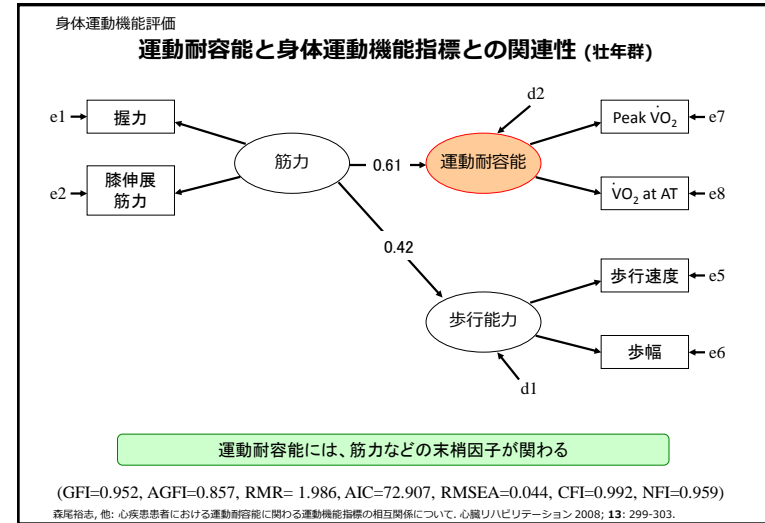 身体運動機能評価
運動耐容能と身体運動機能指標との関連性 (壮年群)
d2
e1
握力
Peak V̇O₂
e7
筋力
0.61
運動耐容能
e2
膝伸展
筋力
V̇O₂ at AT
e8
0.42
歩行速度
e5
歩行能力
歩幅
e6
d1
運動耐容能には、筋力などの末梢因子が関わる
(GFI=0.952, AGFI=0.857, RMR= 1.986, AIC=72.907, RMSEA=0.044, CFI=0.992, NFI=0.959)
森尾裕志, 他: 心疾患患者における運動耐容能に関わる運動機能指標の相互関係について. 心臓リハビリテーション 2008; 13: 299-303.